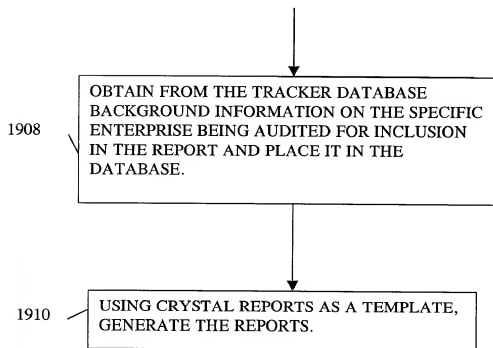 OBTAIN FROM THE TRACKER DATABASE
BACKGROUND INFORMATION ON THE SPECIFIC
ENTERPRISE BEING AUDITED FOR INCLUSION
IN THE REPORT AND PLACE IT IN THE
DATABASE.
1908
USING CRYSTAL REPORTS AS A TEMPLATE,
GENERATE THE REPORTS.
1910